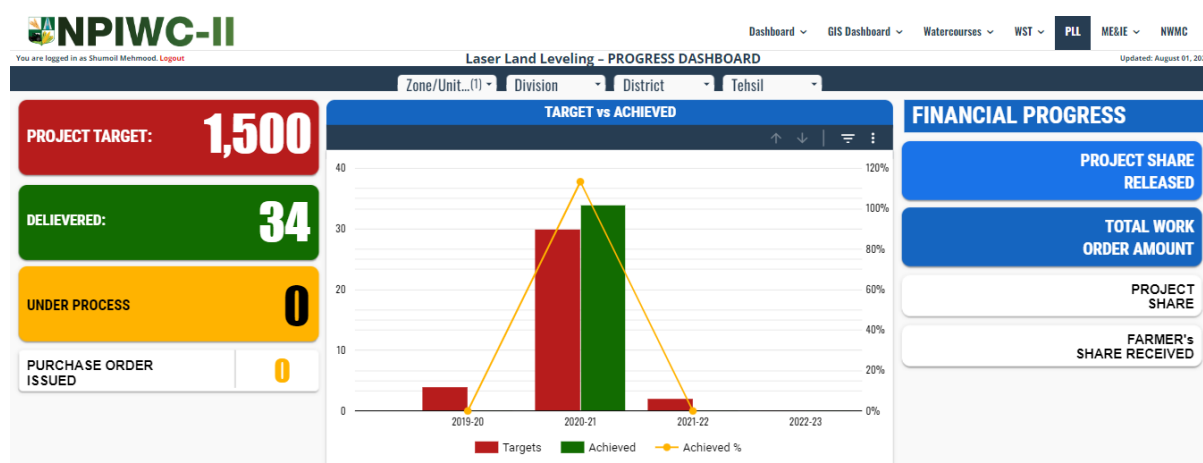 NPIWC-II
Dashboard GIS Dashboard Watercourses WST PLL ME&IE NWMC
You are logged in as Shumoil Mehmood. Logout
Laser Land Leveling – PROGRESS DASHBOARD
Updated: August 01, 202
Zone/Unit...(1) Division District Tehsil
PROJECT TARGET: 1,500
DELIEVERED: 34
UNDER PROCESS 0
PURCHASE ORDER
ISSUED
0
TARGET vs ACHIEVED
40 120%
100%
30
80%
20 60%
40%
10
20%
0 0%
2019-20 2020-21 2021-22 2022-23
Targets Achieved Achieved %
FINANCIAL PROGRESS
PROJECT SHARE
RELEASED
TOTAL WORK
ORDER AMOUNT
PROJECT
SHARE
FARMER's
SHARE RECEIVED